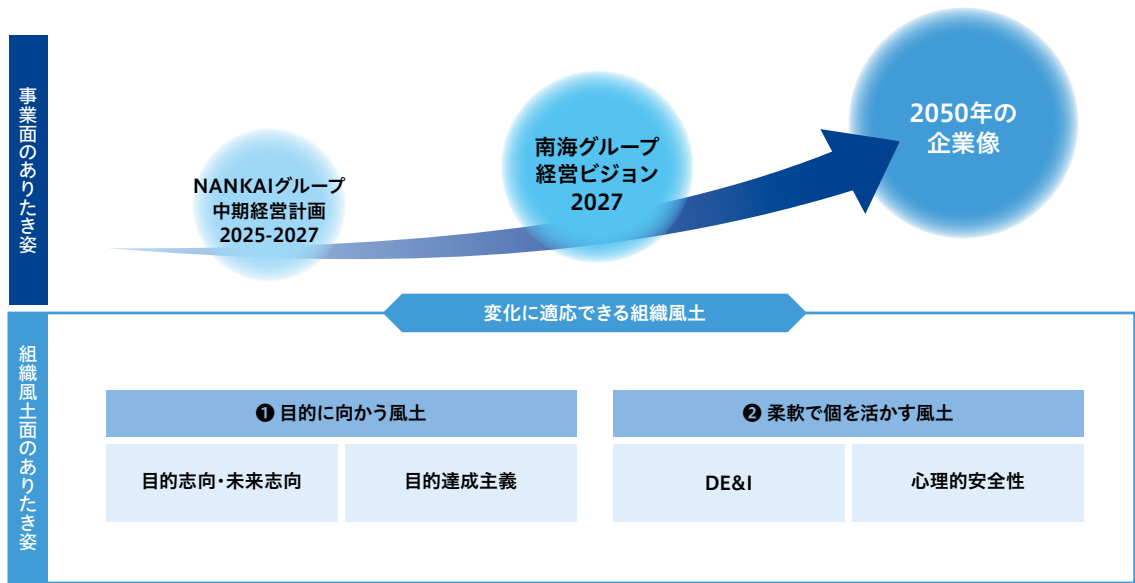 事業面のありたき姿
NANKAIグループ
中期経営計画
2025-2027
南海グループ
経営ビジョン
2027
2050年の
企業像
組織風土面のありたき姿
変化に適応できる組織風土
❶ 目的に向かう風土
目的志向・未来志向
目的達成主義
❷ 柔軟で個を活かす風土
DE&I
心理的安全性